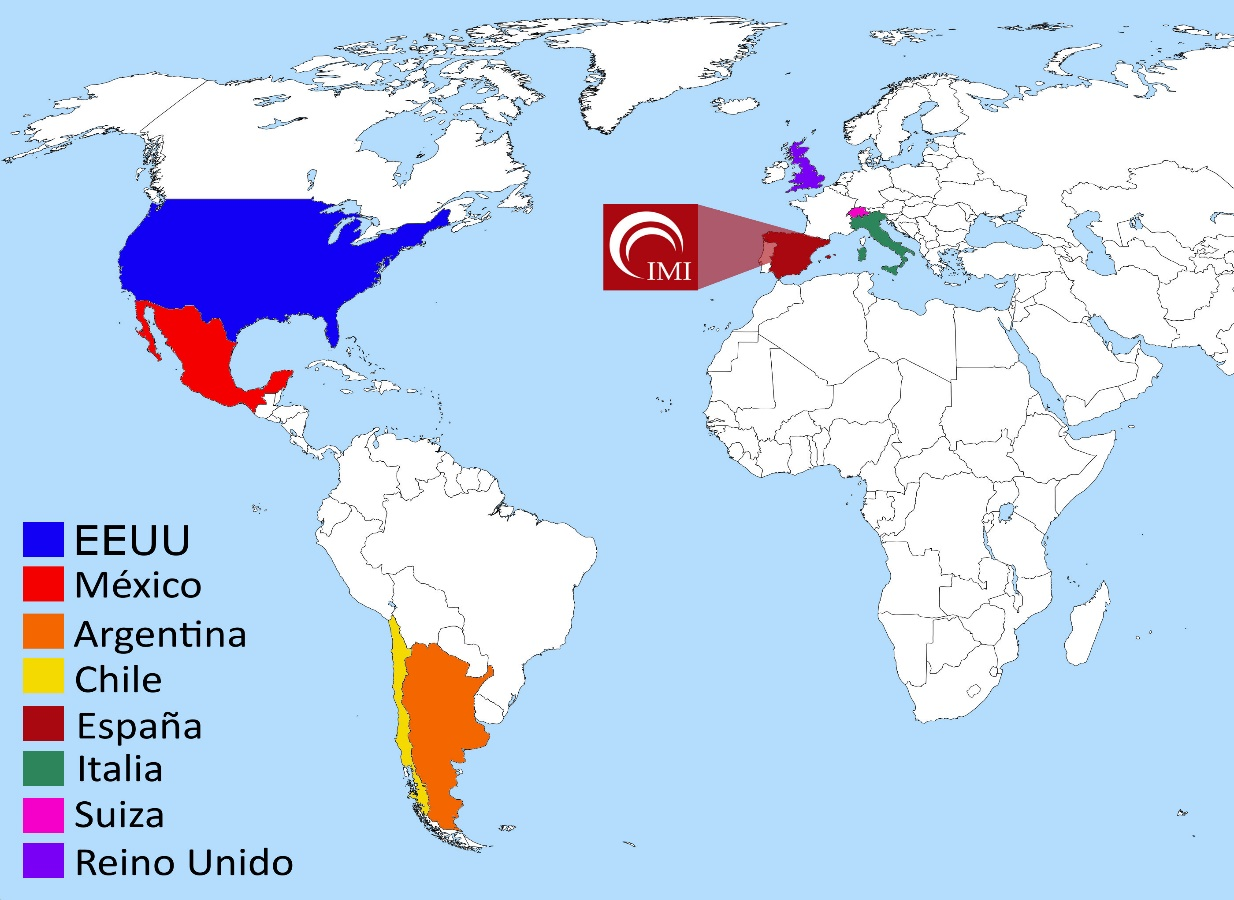 IMI
EEUU
México
Argentina
Chile
España
Italia
Suiza
Reino Unido